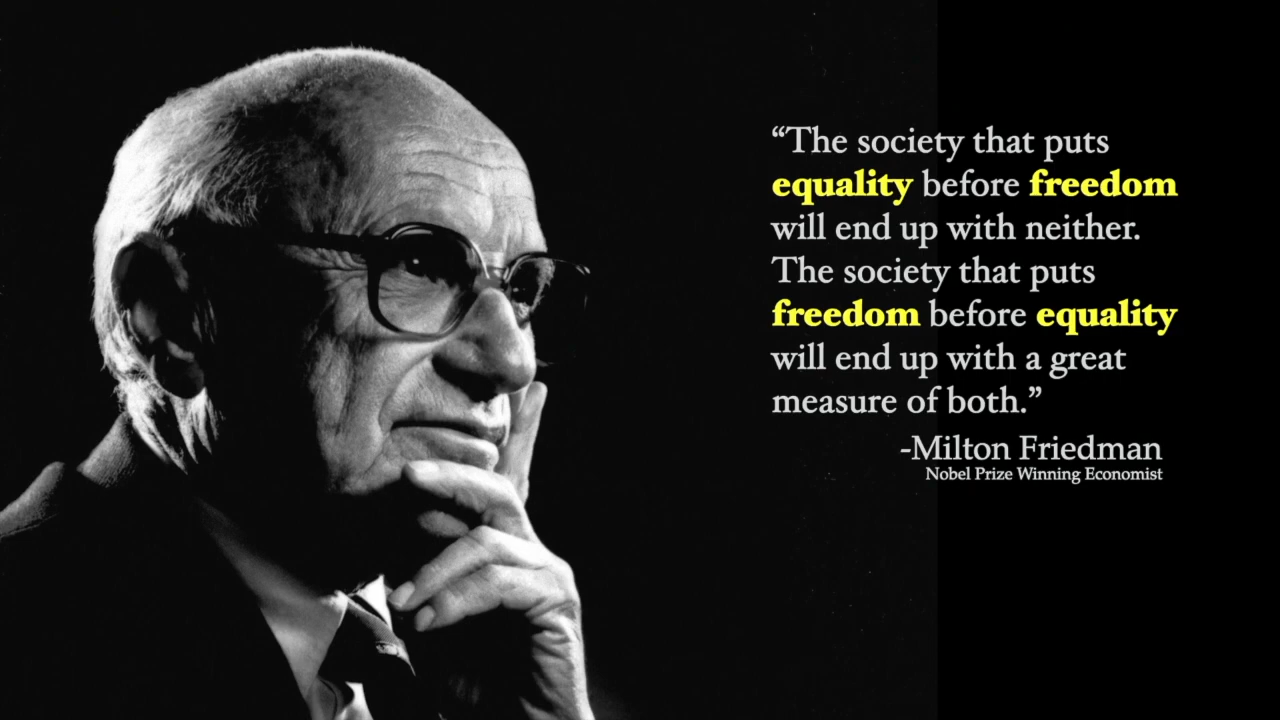 “The society that puts
equality before freedom
will end up with neither.
The society that puts
freedom before equality
will end up with a great
measure of both.”
-Milton Friedman
Nobel Prize Winning Economist